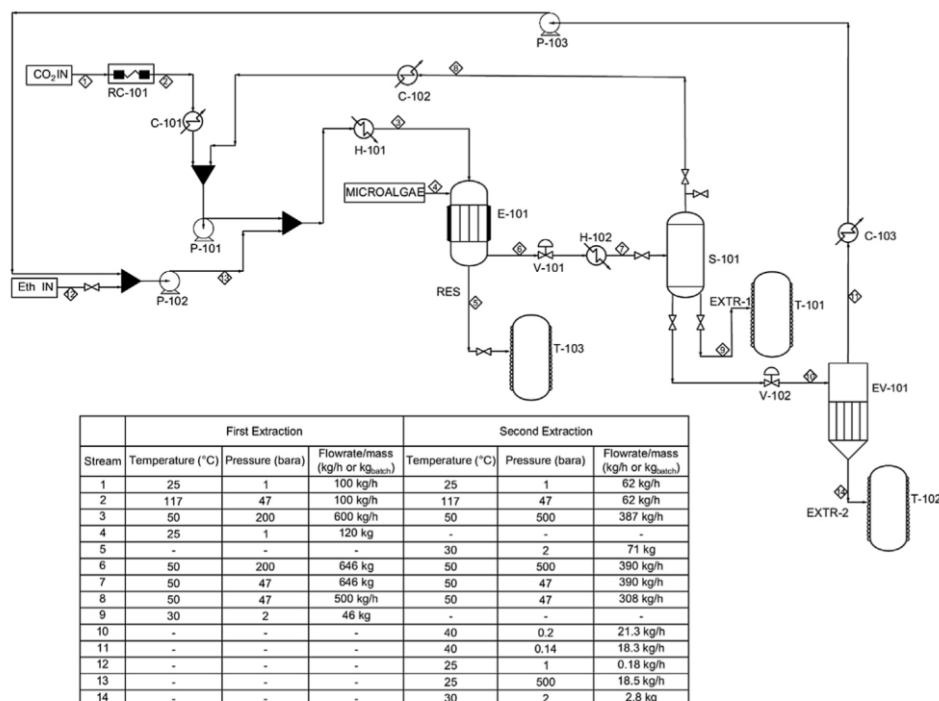 P-103
CO2IN
1
2
RC-101
8
C-102
C-101
3
H-101
MICROALGAE
4
E-101
P-101
6
V-101
H-102
7
S-101
C-103
11
Eth IN
12
P-102
13
RES
5
T-103
EXTR-1
9
T-101
V-102
10
EV-101
14
EXTR-2
T-102
First Extraction Second Extraction
Stream Temperature (°C) Pressure (bara) Flowrate/mass (kg/h or kgbatch) Temperature (°C) Pressure (bara) Flowrate/mass (kg/h or kgbatch)
1 25 1 100 kg/h 25 1 62 kg/h
2 117 47 100 kg/h 117 47 62 kg/h
3 50 200 600 kg/h 50 500 387 kg/h
4 25 1 120 kg - - -
5 - - - 30 2 71 kg
6 50 200 646 kg 50 500 390 kg/h
7 50 47 646 kg 50 47 390 kg/h
8 50 47 500 kg/h 50 47 308 kg/h
9 30 2 46 kg - - -
10 - - - 40 0.2 21.3 kg/h
11 - - - 40 0.14 18.3 kg/h
12 - - - 25 1 0.18 kg/h
13 - - - 25 500 18.5 kg/h
14 - - - 30 2 2.8 kg